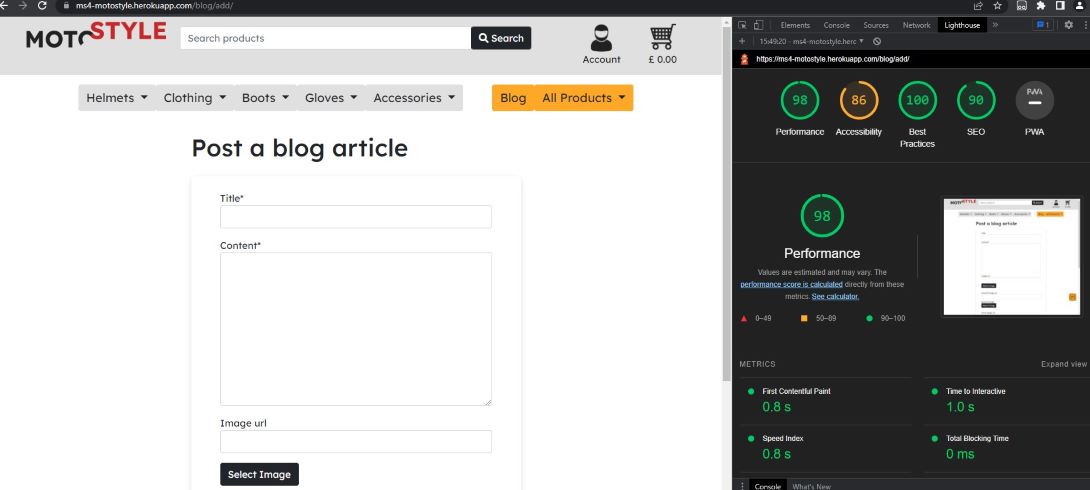 ms4-motostyle.herokuapp.com/blog/add/
MOTOSTYLE
Search products
Search
Account
£ 0.00
Helmets Clothing Boots Gloves Accessories Blog All Products
Post a blog article
Title*
Content*
Image url
Select Image
Elements Console Sources Network Lighthouse » 1
15:49:20 - ms4-motostyle.herc
https://ms4-motostyle.herokuapp.com/blog/add/
98 86 100 90 PWA
Performance Accessibility Best Practices SEO PWA
98
Performance
Values are estimated and may vary. The
performance score is calculated directly from these
metrics. See calculator.
0–49 50–89 90–100
Post a blog article
METRICS Expand view
First Contentful Paint Time to Interactive
0.8 s 1.0 s
Speed Index Total Blocking Time
0.8 s 0 ms
Console What's New